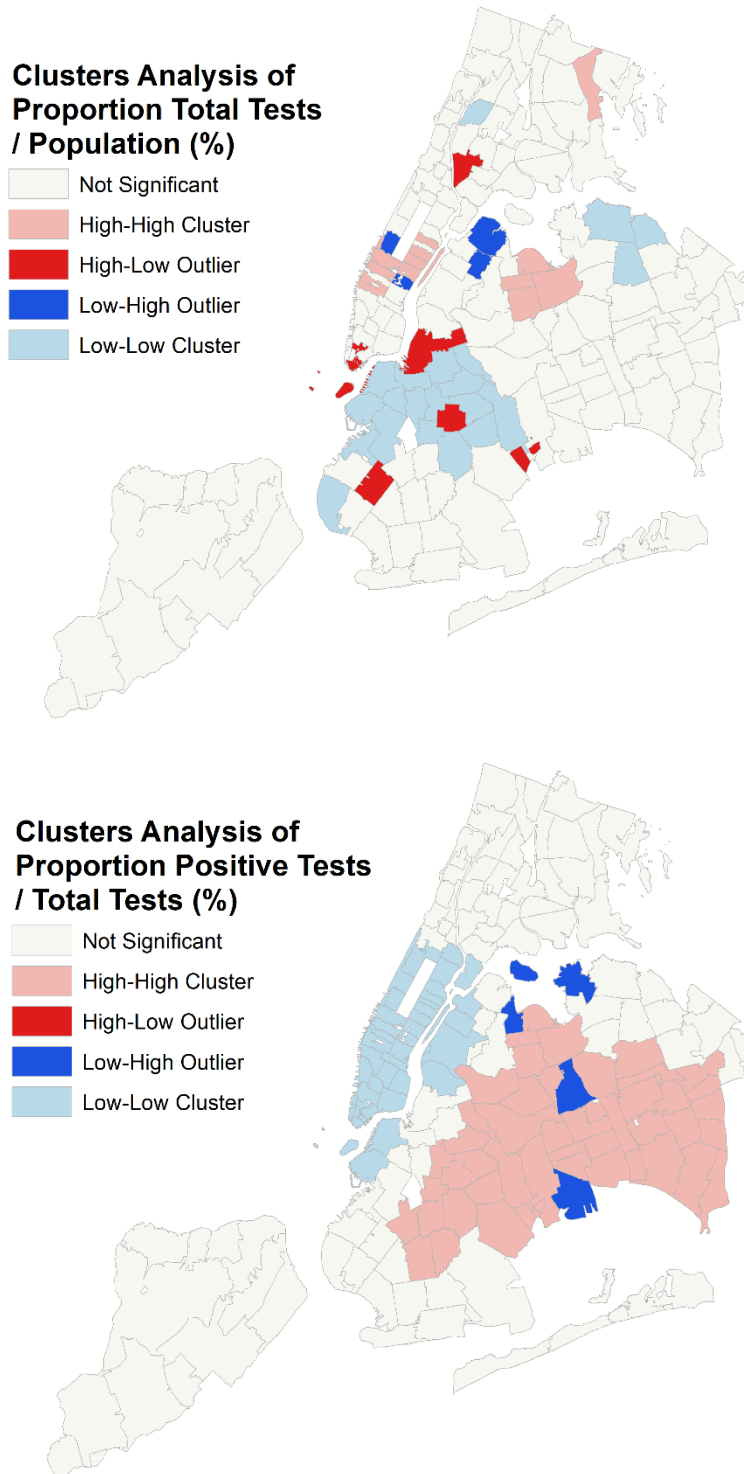 Clusters Analysis of
Proportion Total Tests
/ Population (%)
Not Significant
High-High Cluster
High-Low Outlier
Low-High Outlier
Low-Low Cluster
Clusters Analysis of
Proportion Positive Tests
/ Total Tests (%)
Not Significant
High-High Cluster
High-Low Outlier
Low-High Outlier
Low-Low Cluster